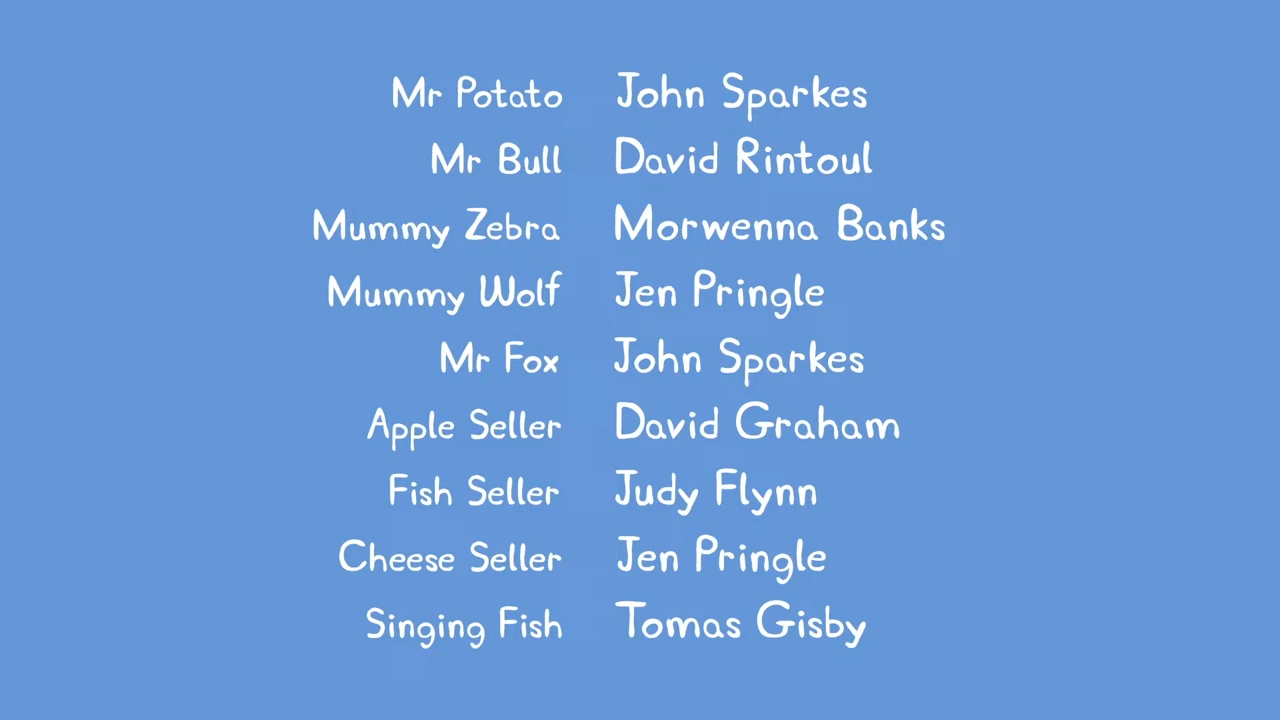 Mr Potato John Sparkes
Mr Bull David Rintoul
Mummy Zebra Morwenna Banks
Mummy Wolf Jen Pringle
Mr Fox John Sparkes
Apple Seller David Graham
Fish Seller Judy Flynn
Cheese Seller Jen Pringle
Singing Fish Tomas Gisby